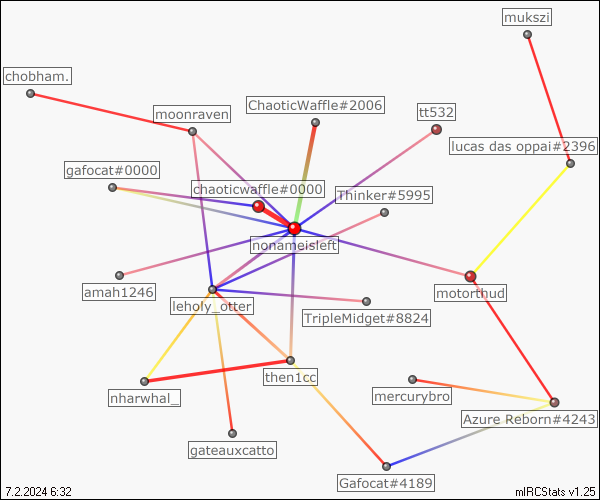 mukszi
chobham.
ChaoticWaffle#2006
moonraven
tt532
lucas das oppai#2396
gafocat#0000
chaoticwaffle#0000
Thinker#5995
nonameisleft
amah1246
motorthud
leholy_otter
TripleMidget#8824
then1cc
nharwhal_
mercurybro
Azure Reborn#4243
gateauxcatto
Gafocat#4189
7.2.2024 6:32
mIRCStats v1.25